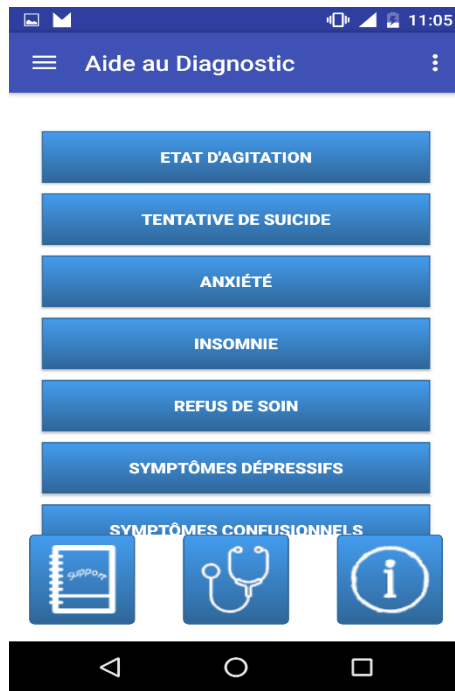 11:05
Aide au Diagnostic
ETAT D'AGITATION
TENTATIVE DE SUICIDE
ANXIÉTÉ
INSOMNIE
REFUS DE SOIN
SYMPTÔMES DÉPRESSIFS
SYMPTÔMES CONFUSIONNELS
support
i